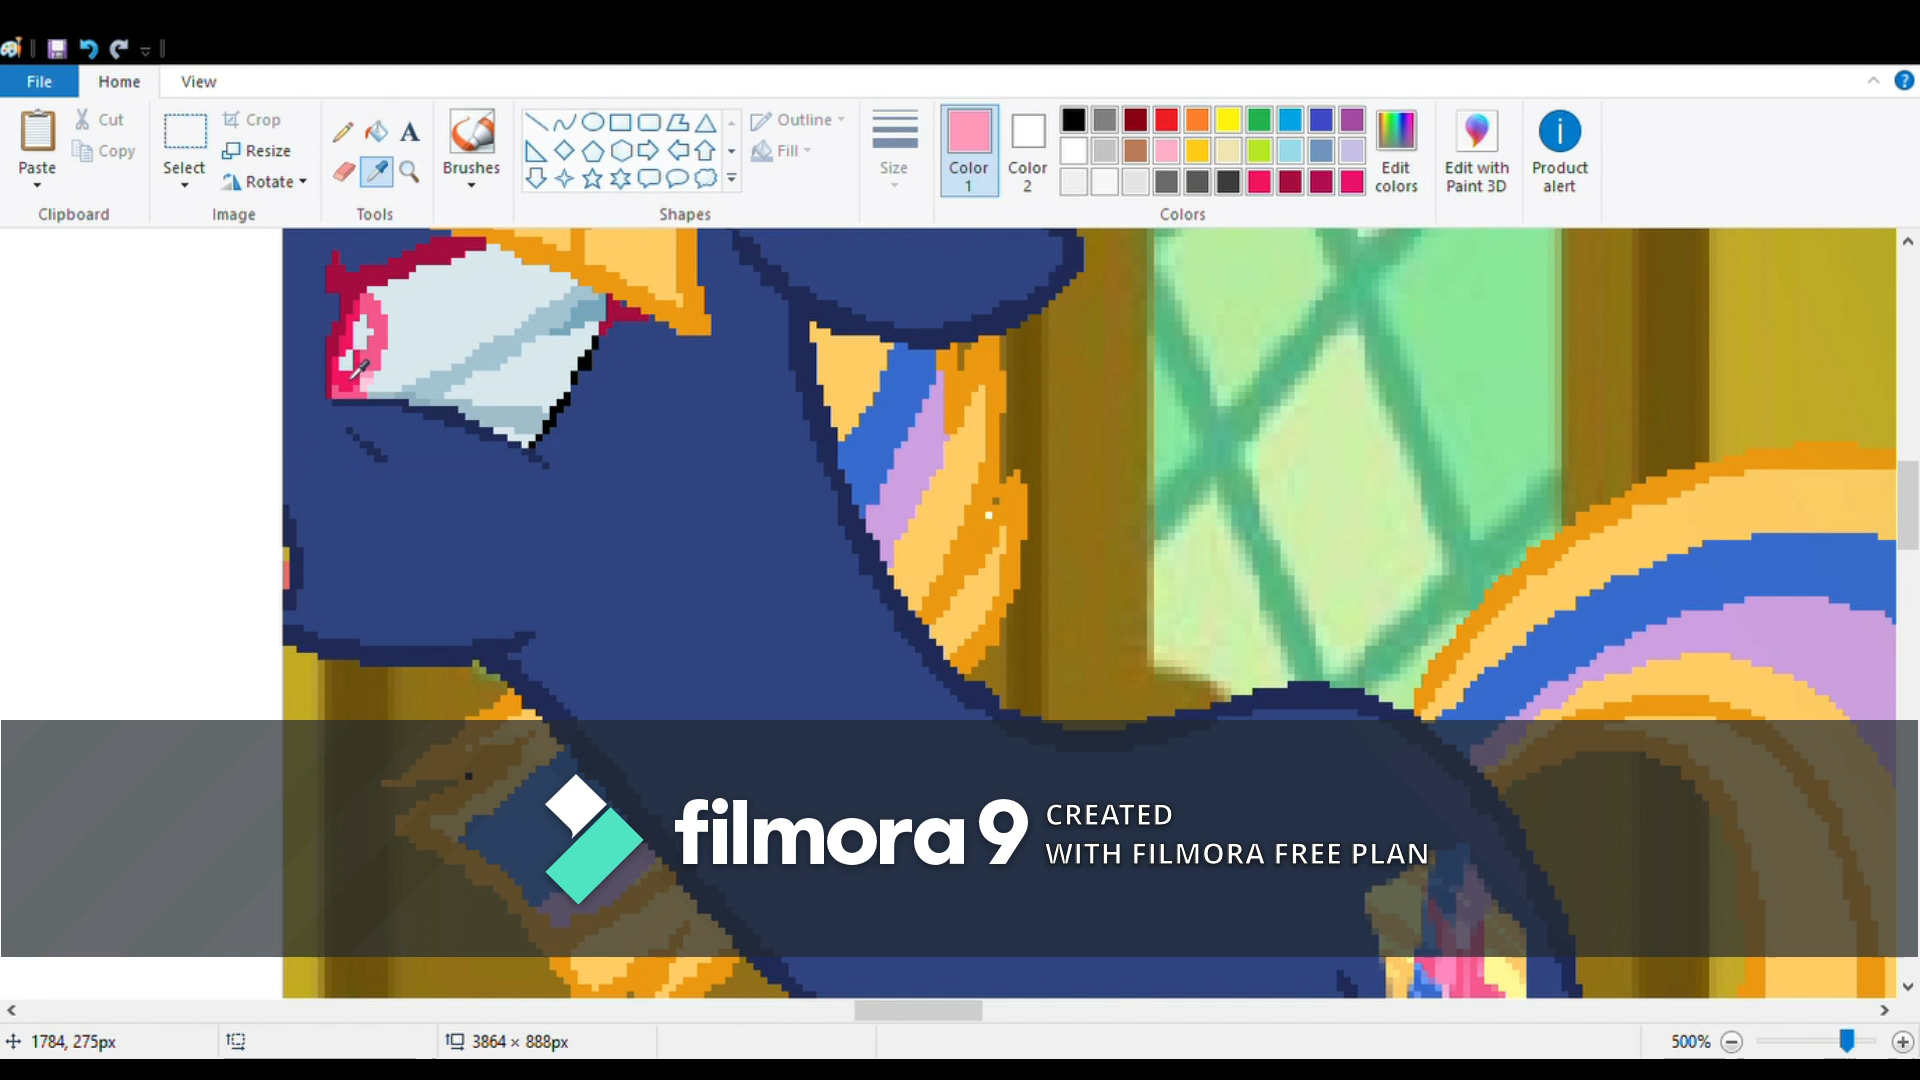 File Home View
Paste
Cut
Copy
Clipboard
Select
Crop
Resize
Rotate
Image
A
Tools
Brushes
Shapes
Outline
Fill
Size
Color 1
Color 2
Edit colors
Colors
Edit with Paint 3D
Product alert
filmora9
CREATED
WITH FILMORA FREE PLAN
1784, 275px
3864 × 888px
500%